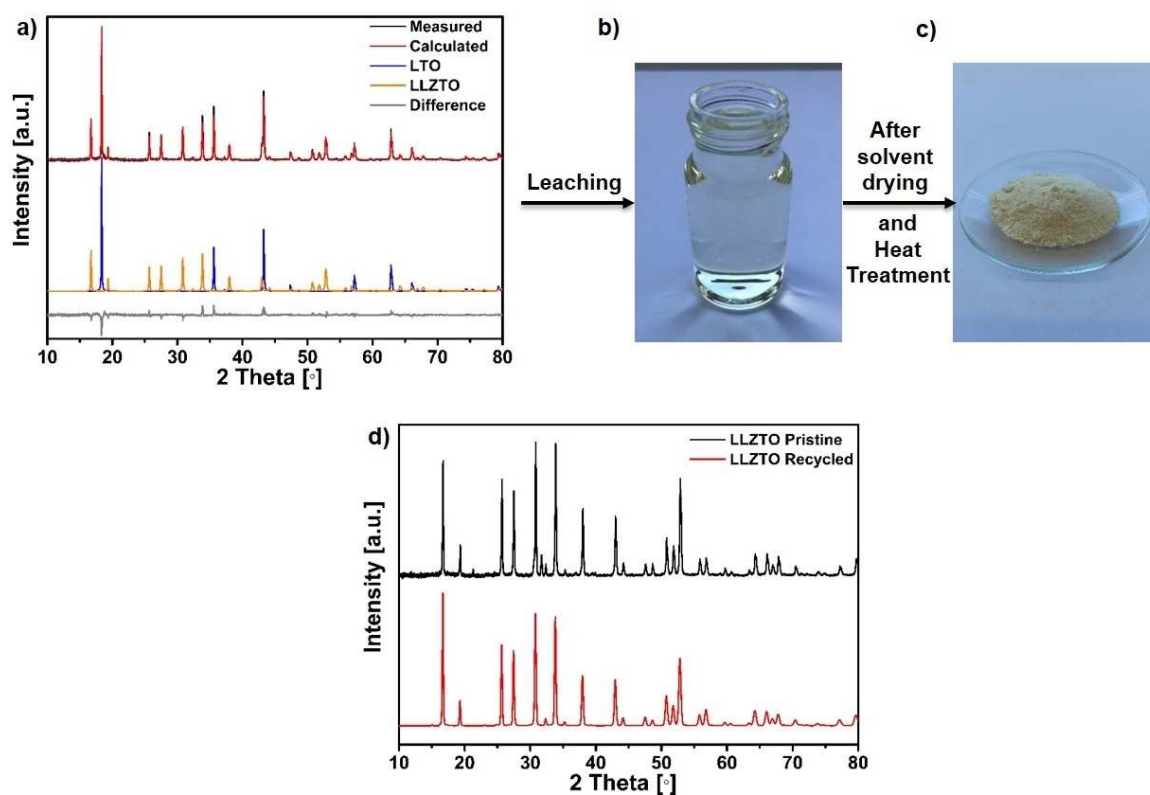 a)
Measured
Calculated
LTO
LLZTO
Difference
Intensity [a.u.]
10 20 30 40 50 60 70 80
2 Theta [°]
Leaching
b)
After
solvent
drying
and
Heat
Treatment
c)
d)
LLZTO Pristine
LLZTO Recycled
Intensity [a.u.]
10 20 30 40 50 60 70 80
2 Theta [°]